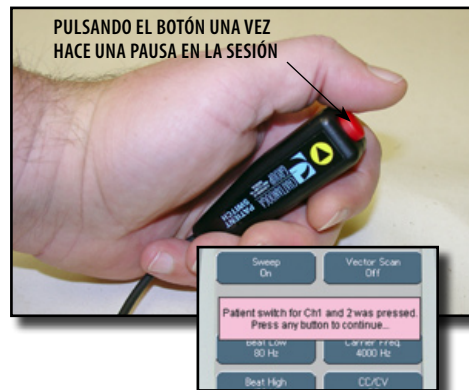 PULSANDO EL BOTÓN UNA VEZ
HACE UNA PAUSA EN LA SESIÓN
CHATTANOOGA
GROUP
PATIENT
SWITCH
Sweep
On
Vector Scan
Off
Patient switch for Ch1 and 2 was pressed.
Press any button to continue...
Beat Low
80 Hz
Carrier Freq.
4000 Hz
Beat High
CC/CV